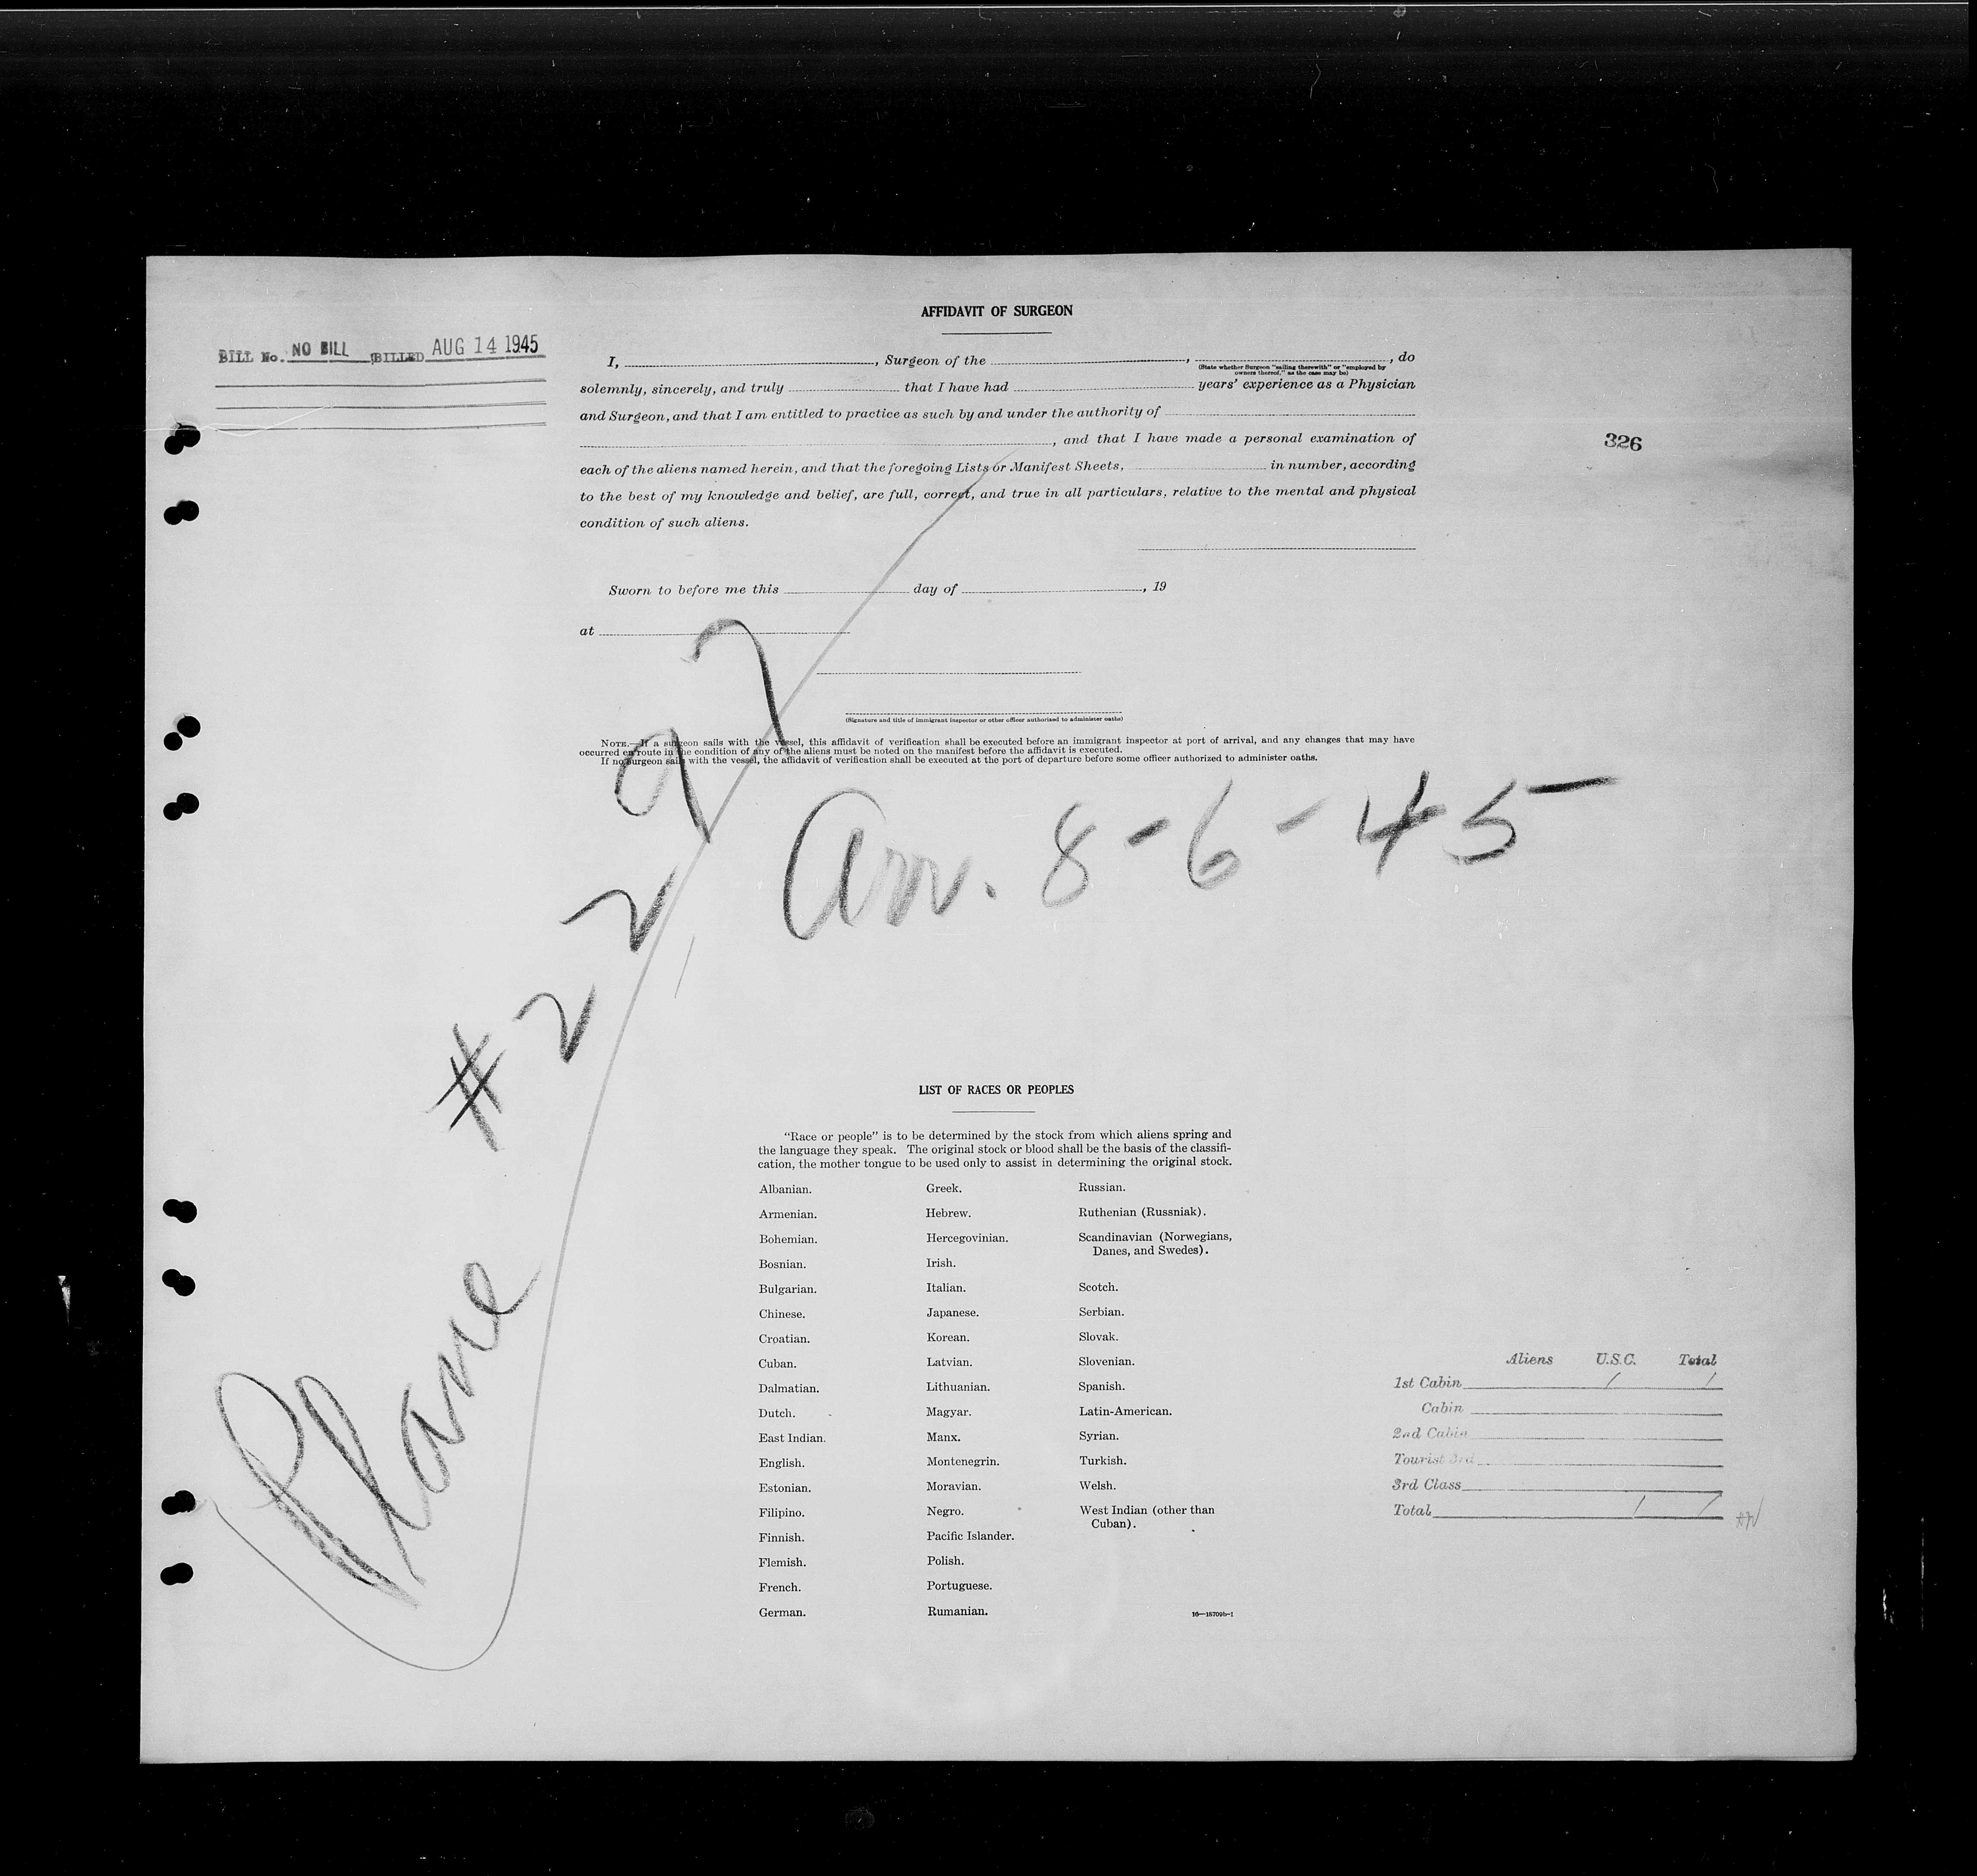 AFFIDAVIT OF SURGEON
BILL No. NO BILL BILLED AUG 14 1945
I, , Surgeon of the , , do
(State whether Surgeon "sailing therewith" or "employed by
owners thereof," as the case may be)
solemnly, sincerely, and truly that I have had years' experience as a Physician
and Surgeon, and that I am entitled to practice as such by and under the authority of
, and that I have made a personal examination of
326
each of the aliens named herein, and that the foregoing Lists or Manifest Sheets, in number, according
to the best of my knowledge and belief, are full, correct, and true in all particulars, relative to the mental and physical
condition of such aliens.
Sworn to before me this day of , 19
at
(Signature and title of immigrant inspector or other officer authorized to administer oaths)
NOTE.—If a surgeon sails with the vessel, this affidavit of verification shall be executed before an immigrant inspector at port of arrival, and any changes that may have
occurred en route in the condition of any of the aliens must be noted on the manifest before the affidavit is executed.
If no surgeon sails with the vessel, the affidavit of verification shall be executed at the port of departure before some officer authorized to administer oaths.
Plane #2297
Arr. 8-6-45
LIST OF RACES OR PEOPLES
"Race or people" is to be determined by the stock from which aliens spring and
the language they speak. The original stock or blood shall be the basis of the classifi-
cation, the mother tongue to be used only to assist in determining the original stock.
Albanian.
Armenian.
Bohemian.
Bosnian.
Bulgarian.
Chinese.
Croatian.
Cuban.
Dalmatian.
Dutch.
East Indian.
English.
Estonian.
Filipino.
Finnish.
Flemish.
French.
German.
Greek.
Hebrew.
Hercegovinian.
Irish.
Italian.
Japanese.
Korean.
Latvian.
Lithuanian.
Magyar.
Manx.
Montenegrin.
Moravian.
Negro.
Pacific Islander.
Polish.
Portuguese.
Rumanian.
Russian.
Ruthenian (Russniak).
Scandinavian (Norwegians,
Danes, and Swedes).
Scotch.
Serbian.
Slovak.
Slovenian.
Spanish.
Latin-American.
Syrian.
Turkish.
Welsh.
West Indian (other than
Cuban).
16—18709b-1
Aliens U.S.C. Total
1st Cabin / /
Cabin
2nd Cabin
Tourist 3rd
3rd Class
Total / /